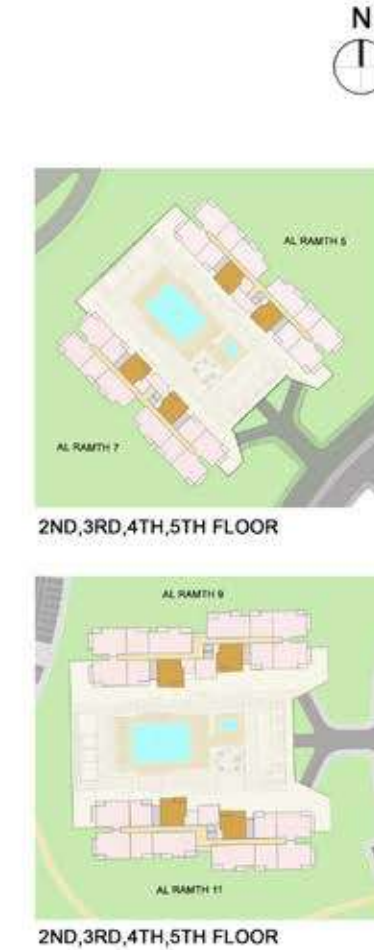 N
AL RAMTH 5
AL RAMTH 7
2ND,3RD,4TH,5TH FLOOR
AL RAMTH 9
AL RAMTH 11
2ND,3RD,4TH,5TH FLOOR